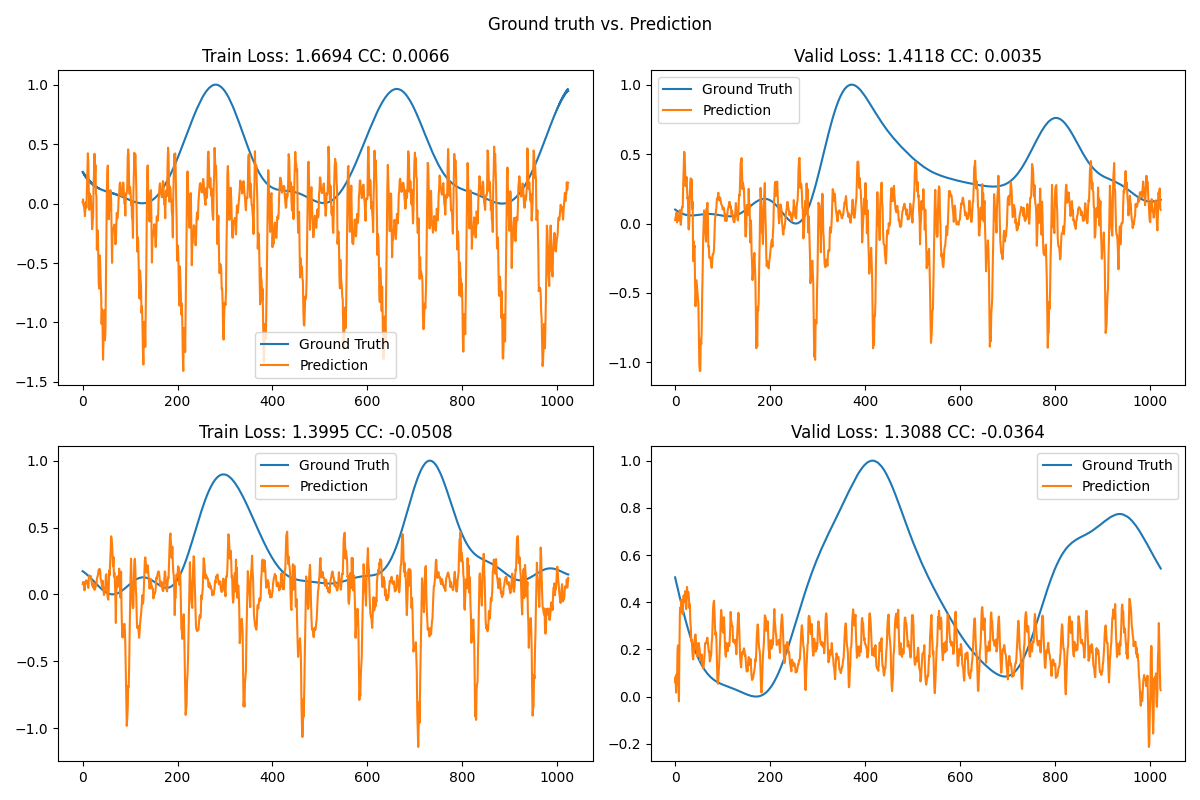 Ground truth vs. Prediction
Train Loss: 1.6694 CC: 0.0066
1.0
0.5
0.0
−0.5
−1.0
−1.5
0 200 400 600 800 1000
Ground Truth
Prediction
Valid Loss: 1.4118 CC: 0.0035
1.0
0.5
0.0
−0.5
−1.0
0 200 400 600 800 1000
Ground Truth
Prediction
Train Loss: 1.3995 CC: -0.0508
1.0
0.5
0.0
−0.5
−1.0
0 200 400 600 800 1000
Ground Truth
Prediction
Valid Loss: 1.3088 CC: -0.0364
1.0
0.8
0.6
0.4
0.2
0.0
−0.2
0 200 400 600 800 1000
Ground Truth
Prediction